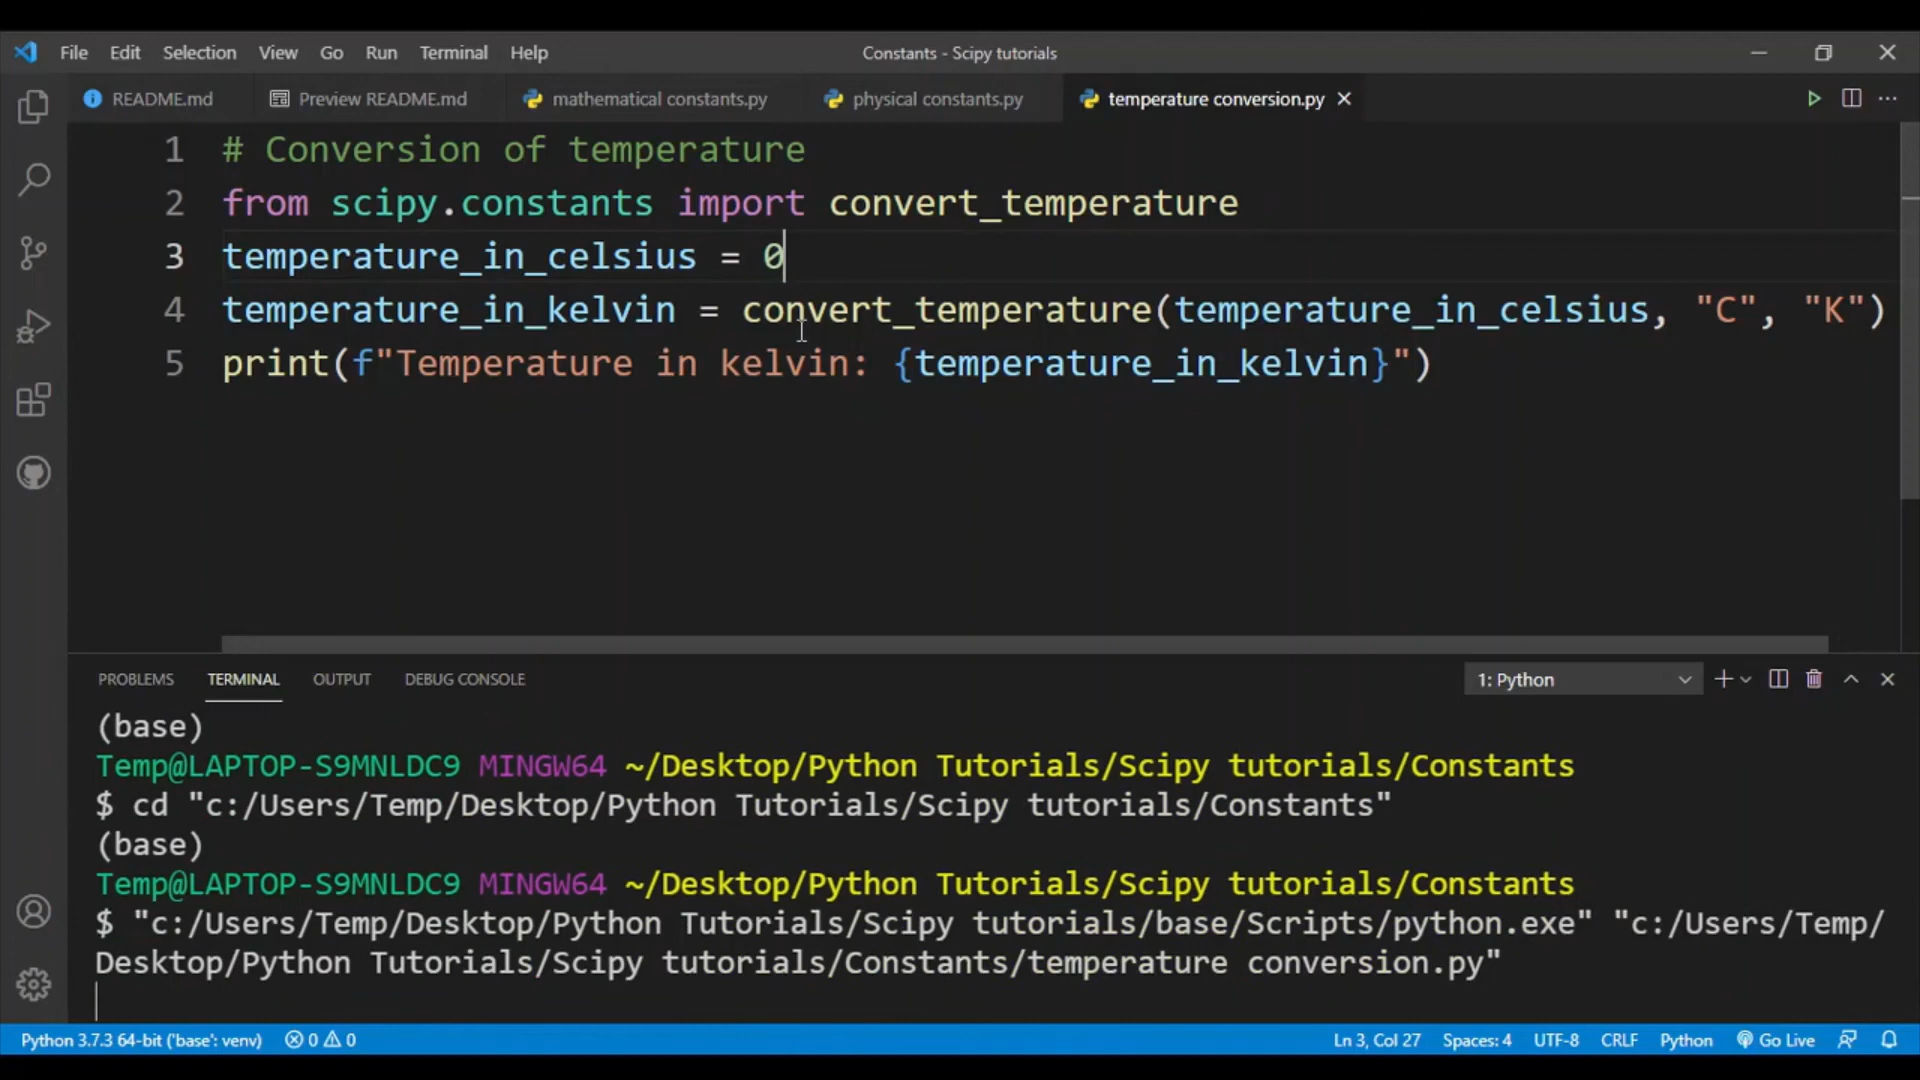 File Edit Selection View Go Run Terminal Help Constants - Scipy tutorials
README.md Preview README.md mathematical constants.py physical constants.py temperature conversion.py
1 # Conversion of temperature
2 from scipy.constants import convert_temperature
3 temperature_in_celsius = 0
4 temperature_in_kelvin = convert_temperature(temperature_in_celsius, "C", "K")
5 print(f"Temperature in kelvin: {temperature_in_kelvin}")
PROBLEMS TERMINAL OUTPUT DEBUG CONSOLE 1: Python
(base)
Temp@LAPTOP-S9MNLDC9 MINGW64 ~/Desktop/Python Tutorials/Scipy tutorials/Constants
$ cd "c:/Users/Temp/Desktop/Python Tutorials/Scipy tutorials/Constants"
(base)
Temp@LAPTOP-S9MNLDC9 MINGW64 ~/Desktop/Python Tutorials/Scipy tutorials/Constants
$ "c:/Users/Temp/Desktop/Python Tutorials/Scipy tutorials/base/Scripts/python.exe" "c:/Users/Temp/
Desktop/Python Tutorials/Scipy tutorials/Constants/temperature conversion.py"
Python 3.7.3 64-bit ('base': venv) 0 0 Ln 3, Col 27 Spaces: 4 UTF-8 CRLF Python Go Live